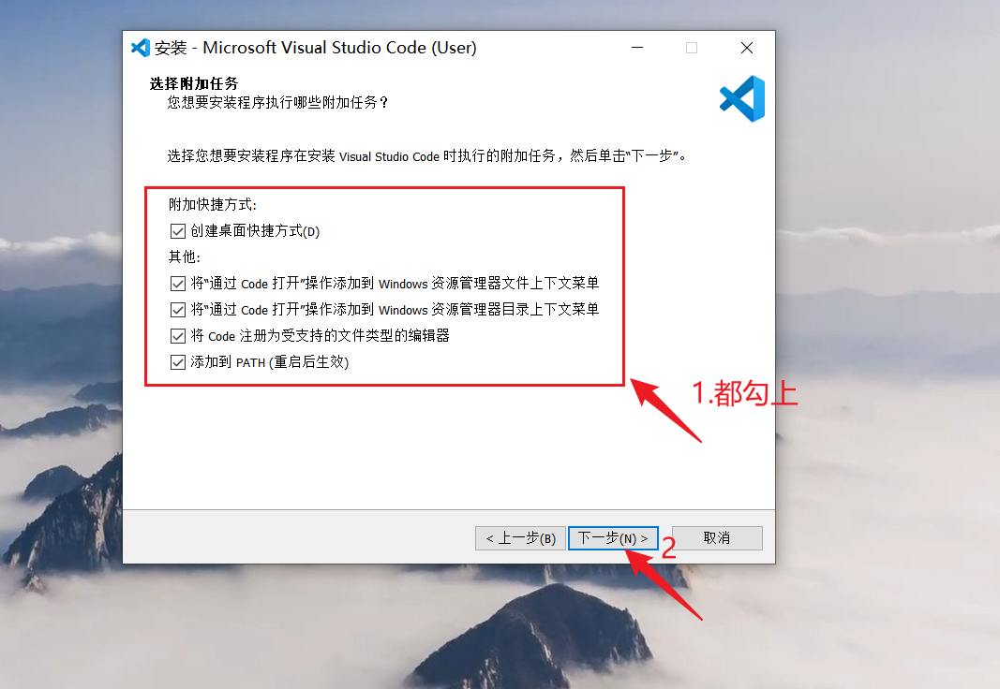 安装 - Microsoft Visual Studio Code (User)
选择附加任务
您想要安装程序执行哪些附加任务？
选择您想要安装程序在安装 Visual Studio Code 时执行的附加任务，然后单击“下一步”。
附加快捷方式:
创建桌面快捷方式(D)
其他:
将“通过 Code 打开”操作添加到 Windows 资源管理器文件上下文菜单
将“通过 Code 打开”操作添加到 Windows 资源管理器目录上下文菜单
将 Code 注册为受支持的文件类型的编辑器
添加到 PATH (重启后生效)
1.都勾上
< 上一步(B)
下一步(N) >
2
取消